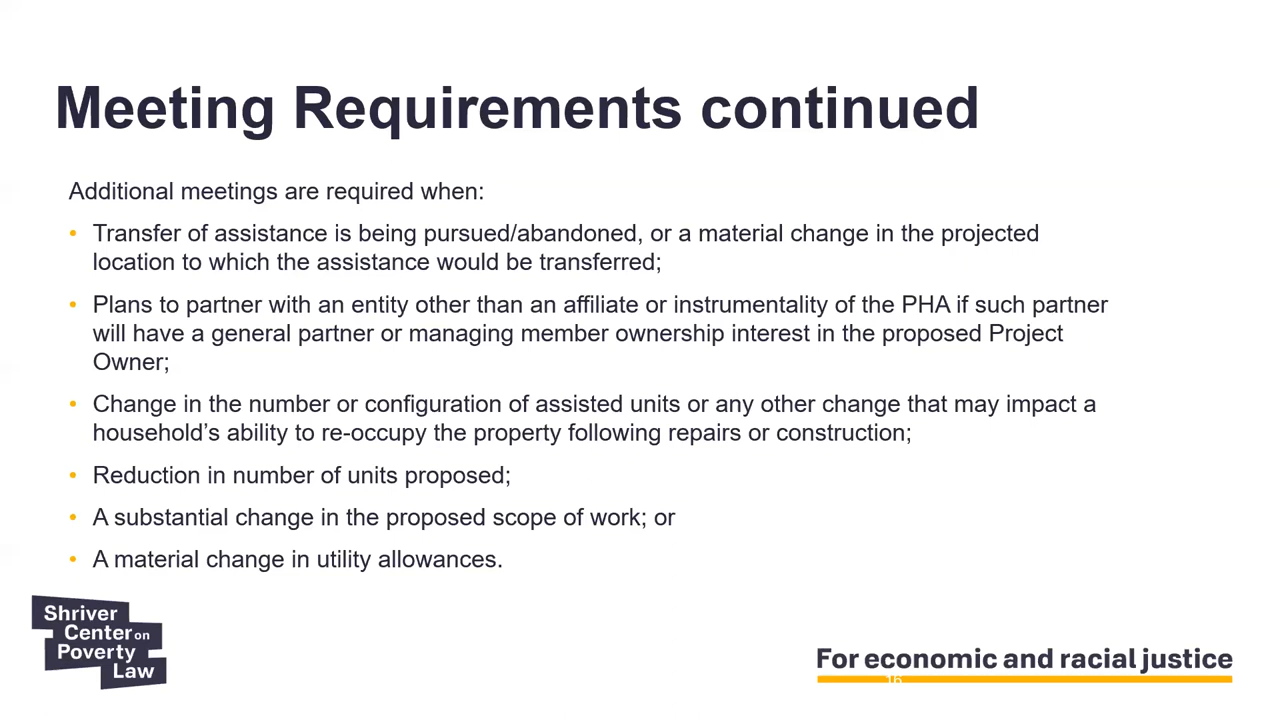 Meeting Requirements continued
Additional meetings are required when:
• Transfer of assistance is being pursued/abandoned, or a material change in the projected
location to which the assistance would be transferred;
• Plans to partner with an entity other than an affiliate or instrumentality of the PHA if such partner
will have a general partner or managing member ownership interest in the proposed Project
Owner;
• Change in the number or configuration of assisted units or any other change that may impact a
household’s ability to re-occupy the property following repairs or construction;
• Reduction in number of units proposed;
• A substantial change in the proposed scope of work; or
• A material change in utility allowances.
Shriver
Center on
Poverty
Law
For economic and racial justice
16